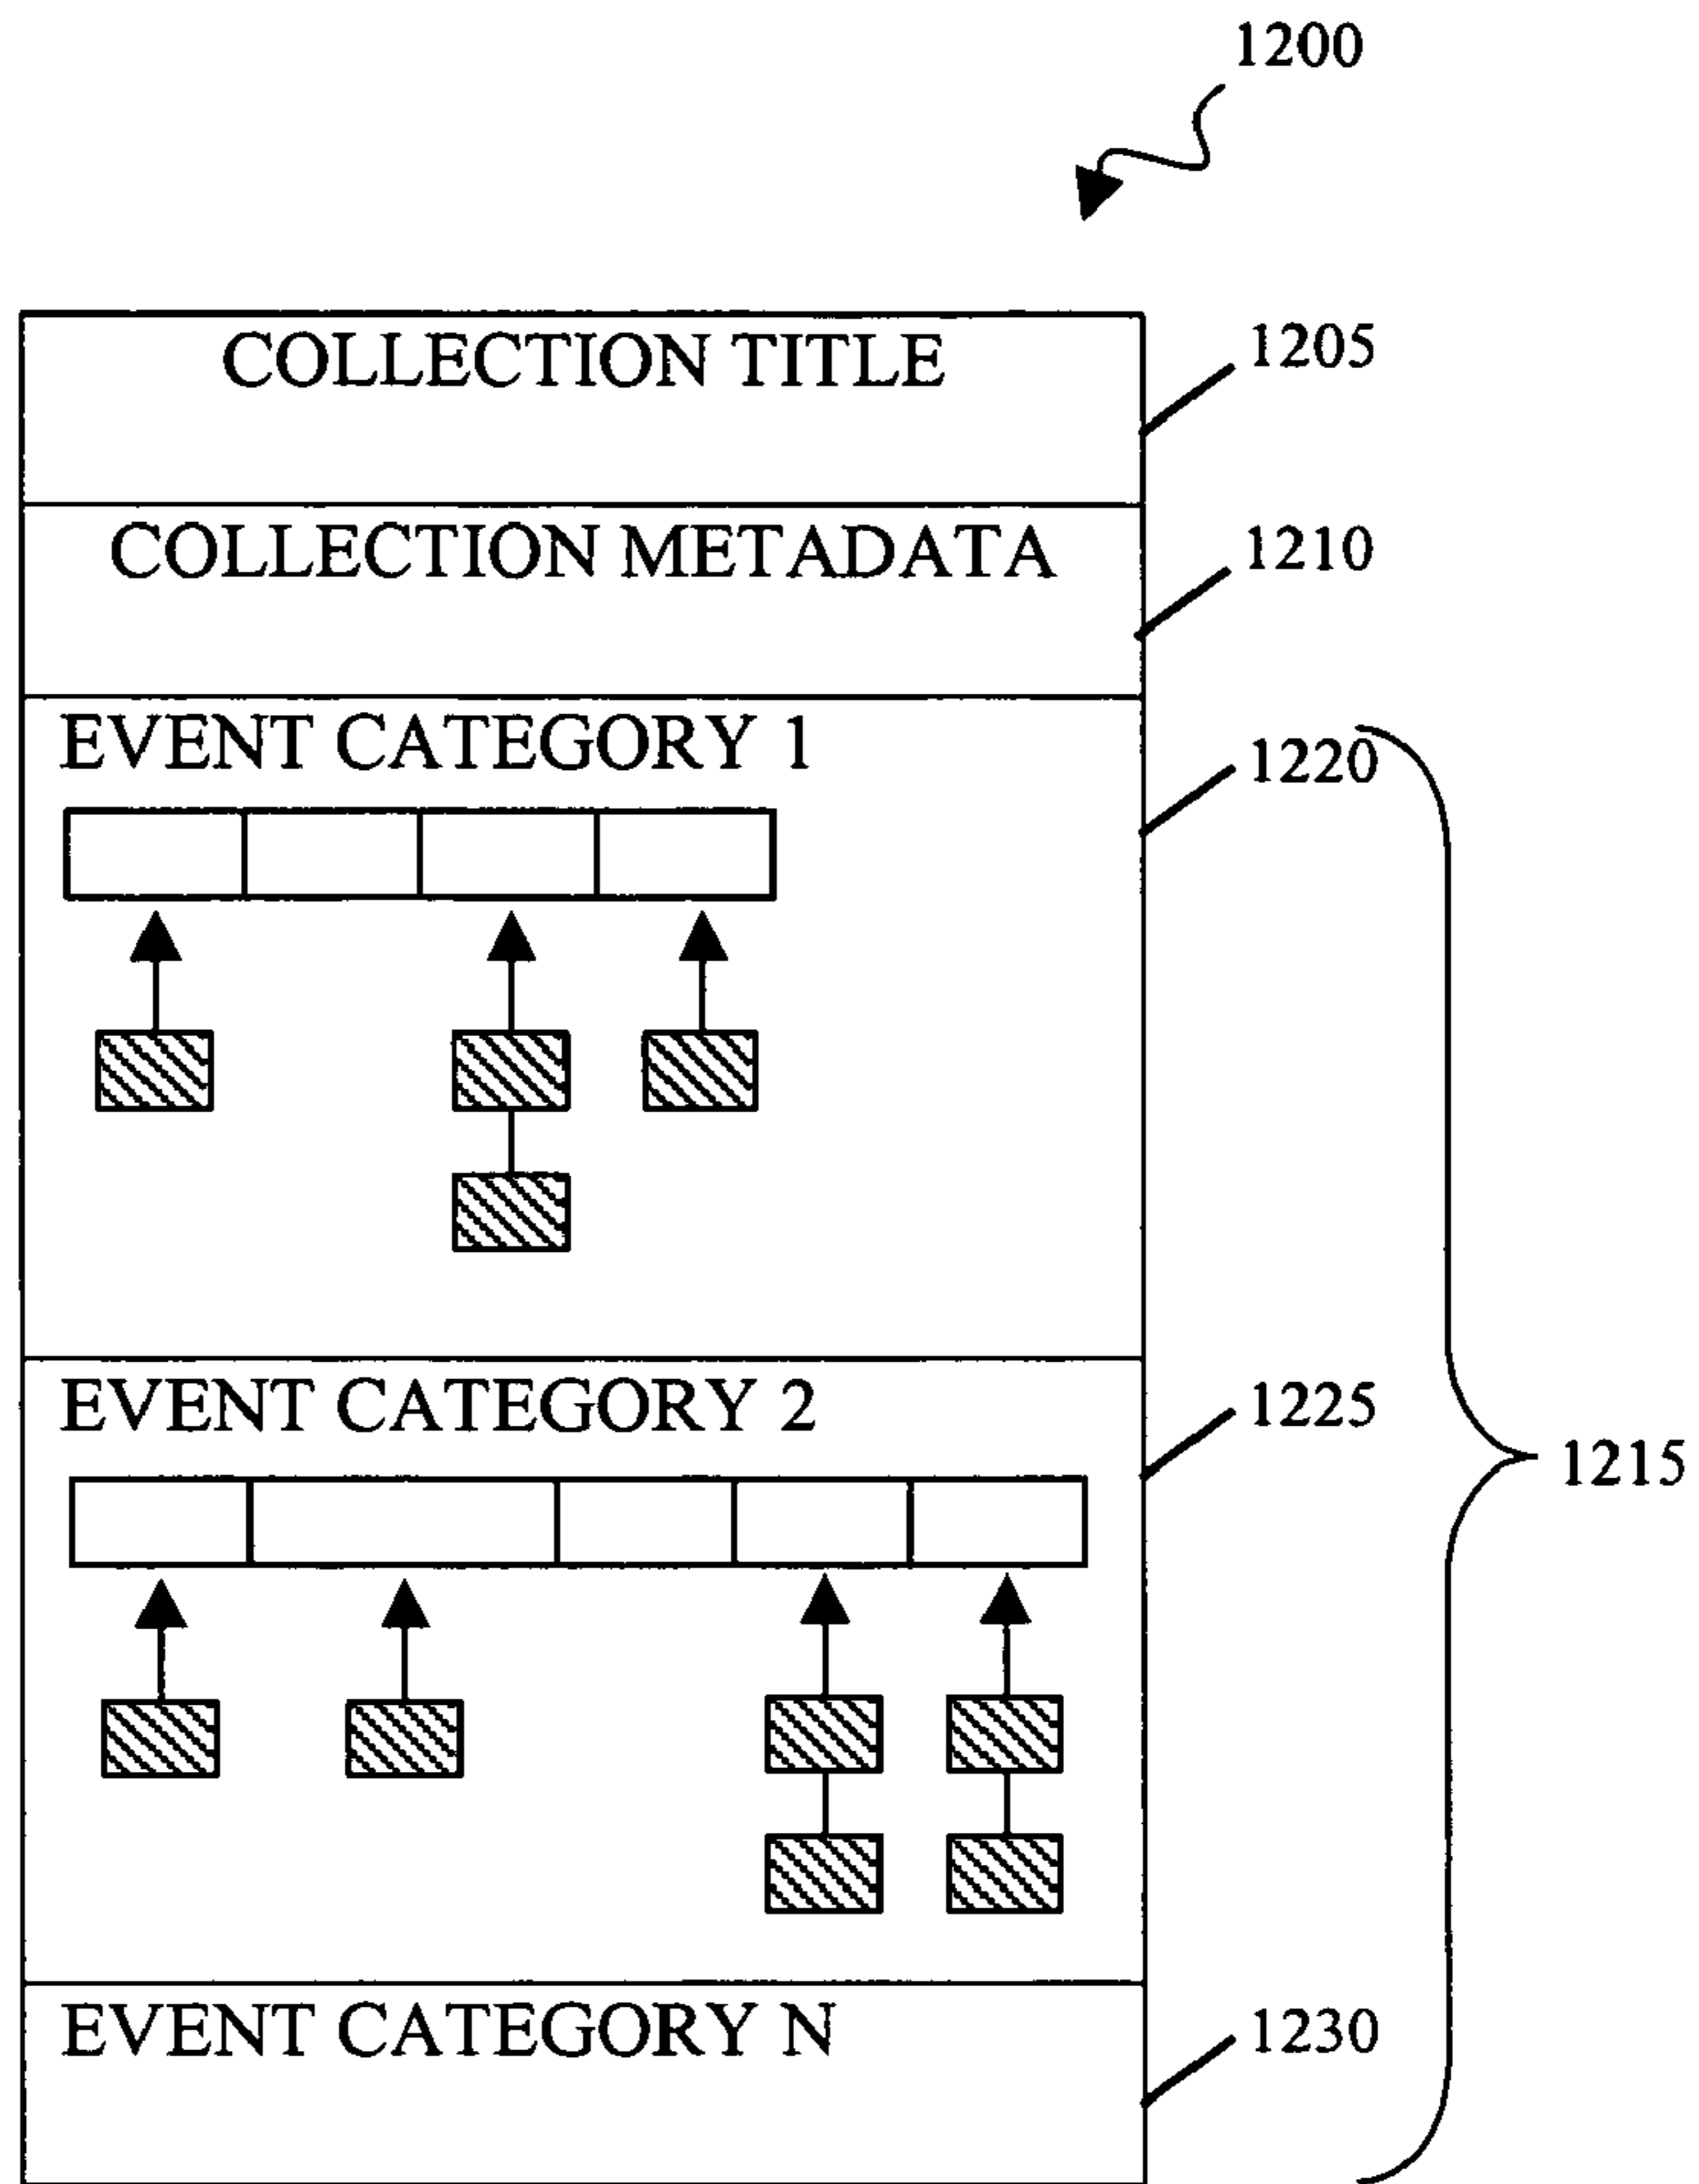 1200
COLLECTION TITLE
1205
COLLECTION METADATA
1210
EVENT CATEGORY 1
1220
EVENT CATEGORY 2
1225
1215
EVENT CATEGORY N
1230